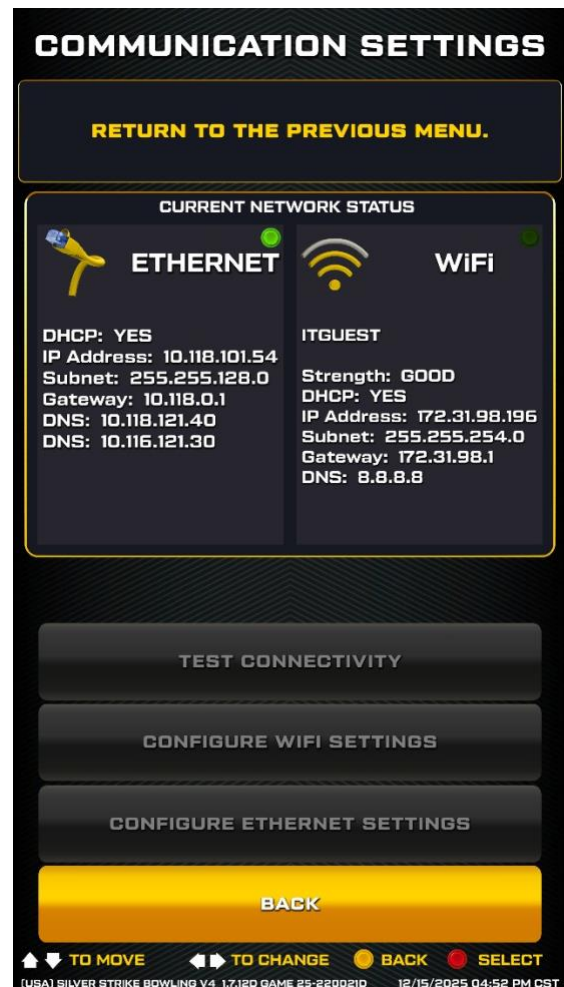 COMMUNICATION SETTINGS
RETURN TO THE PREVIOUS MENU.
CURRENT NETWORK STATUS
ETHERNET
DHCP: YES
IP Address: 10.118.101.54
Subnet: 255.255.128.0
Gateway: 10.118.0.1
DNS: 10.118.121.40
DNS: 10.116.121.30
WiFi
ITGUEST
Strength: GOOD
DHCP: YES
IP Address: 172.31.98.196
Subnet: 255.255.254.0
Gateway: 172.31.98.1
DNS: 8.8.8.8
TEST CONNECTIVITY
CONFIGURE WIFI SETTINGS
CONFIGURE ETHERNET SETTINGS
BACK
TO MOVE TO CHANGE BACK SELECT
(USA) SILVER STRIKE BOWLING V4 1.7.12D GAME 25-220021D 12/15/2025 04:52 PM CST